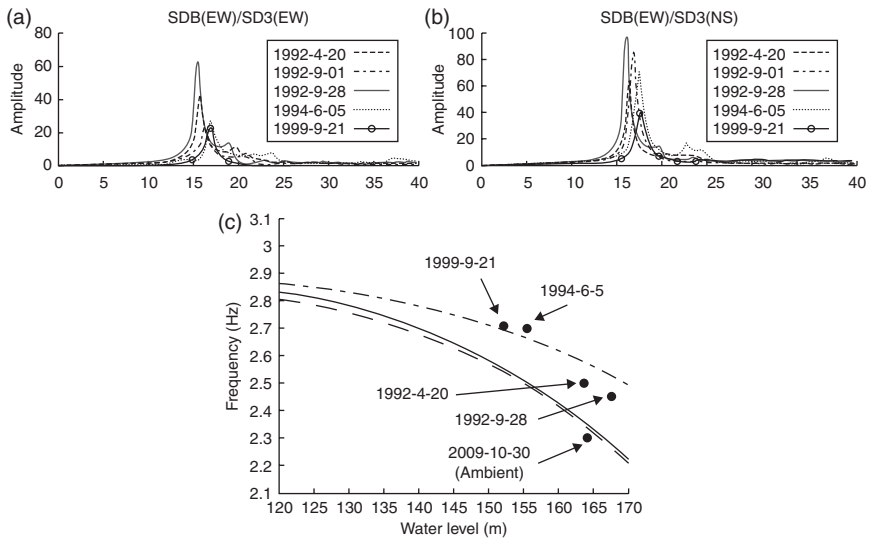 (a)
SDB(EW)/SD3(EW)
Amplitude
80
60
40
20
0
0 5 10 15 20 25 30 35 40
1992-4-20
1992-9-01
1992-9-28
1994-6-05
1999-9-21
(b)
SDB(EW)/SD3(NS)
Amplitude
100
80
60
40
20
0
0 5 10 15 20 25 30 35 40
1992-4-20
1992-9-01
1992-9-28
1994-6-05
1999-9-21
(c)
Frequency (Hz)
3.1
3
2.9
2.8
2.7
2.6
2.5
2.4
2.3
2.2
2.1
1999-9-21
1994-6-5
1992-4-20
1992-9-28
2009-10-30
(Ambient)
120 125 130 135 140 145 150 155 160 165 170
Water level (m)